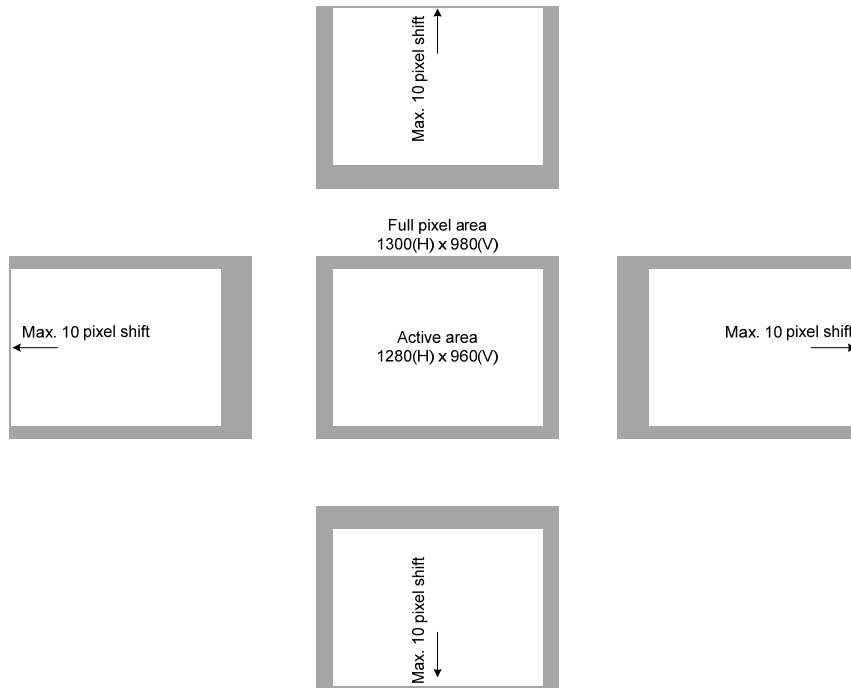 Max. 10 pixel shift
Full pixel area
1300(H) x 980(V)
Max. 10 pixel shift
Active area
1280(H) x 960(V)
Max. 10 pixel shift
Max. 10 pixel shift